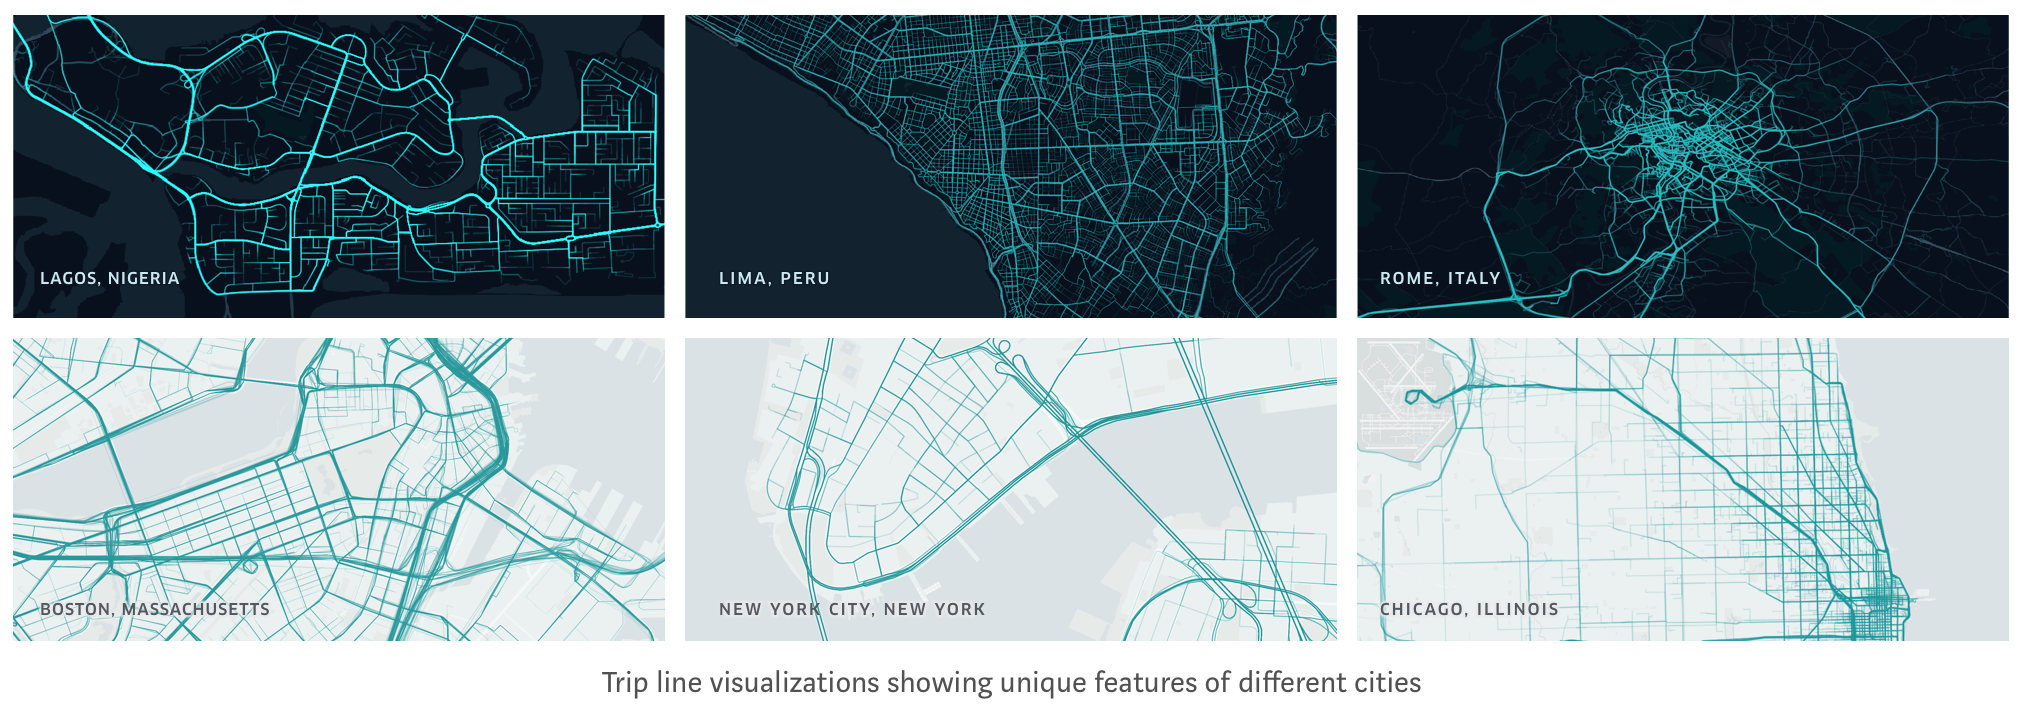 LAGOS, NIGERIA
LIMA, PERU
ROME, ITALY
BOSTON, MASSACHUSETTS
NEW YORK CITY, NEW YORK
CHICAGO, ILLINOIS
Trip line visualizations showing unique features of different cities